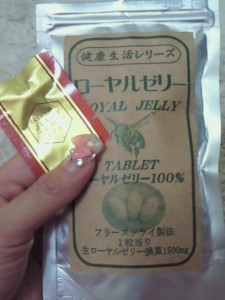 健康生活シリーズ
ローヤルゼリー
ROYAL JELLY
TABLET
ローヤルゼリー100%
フリーズドライ製法
1粒当り
生ローヤルゼリー換算1500mg